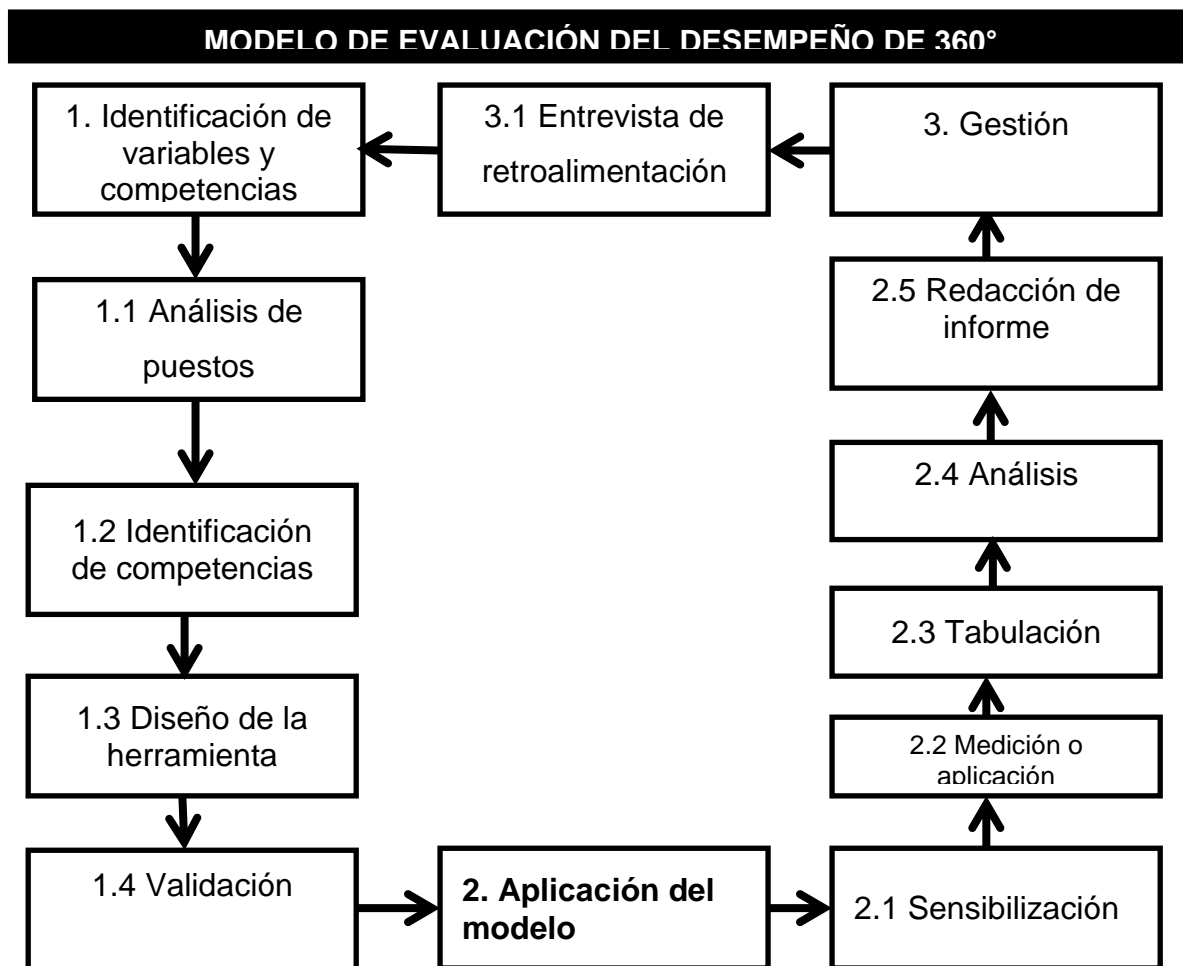 MODELO DE EVALUACIÓN DEL DESEMPEÑO DE 360°
1. Identificación de
variables y
competencias
3.1 Entrevista de
retroalimentación
3. Gestión
1.1 Análisis de
puestos
2.5 Redacción de
informe
1.2 Identificación
de competencias
2.4 Análisis
2.3 Tabulación
1.3 Diseño de la
herramienta
2.2 Medición o
aplicación
1.4 Validación
2. Aplicación del
modelo
2.1 Sensibilización